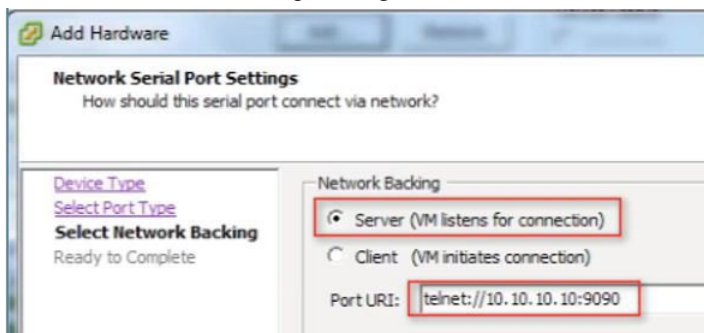 Add Hardware
Network Serial Port Settings
How should this serial port connect via network?
Device Type
Select Port Type
Select Network Backing
Ready to Complete
Network Backing
Server (VM listens for connection)
Client (VM initiates connection)
Port URI: telnet://10.10.10.10:9090